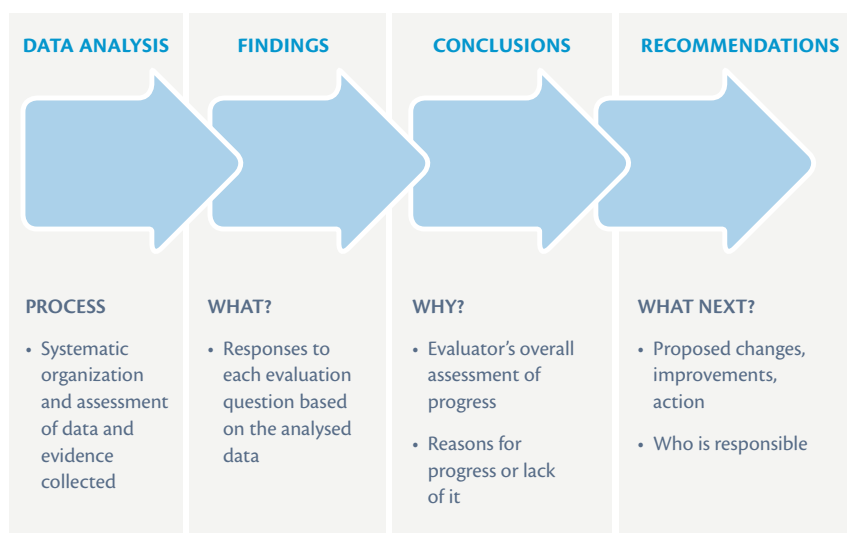 DATA ANALYSIS
FINDINGS
CONCLUSIONS
RECOMMENDATIONS
PROCESS
• Systematic
organization
and assessment
of data and
evidence
collected
WHAT?
• Responses to
each evaluation
question based
on the analysed
data
WHY?
• Evaluator's overall
assessment of
progress
• Reasons for
progress or lack
of it
WHAT NEXT?
• Proposed changes,
improvements,
action
• Who is responsible